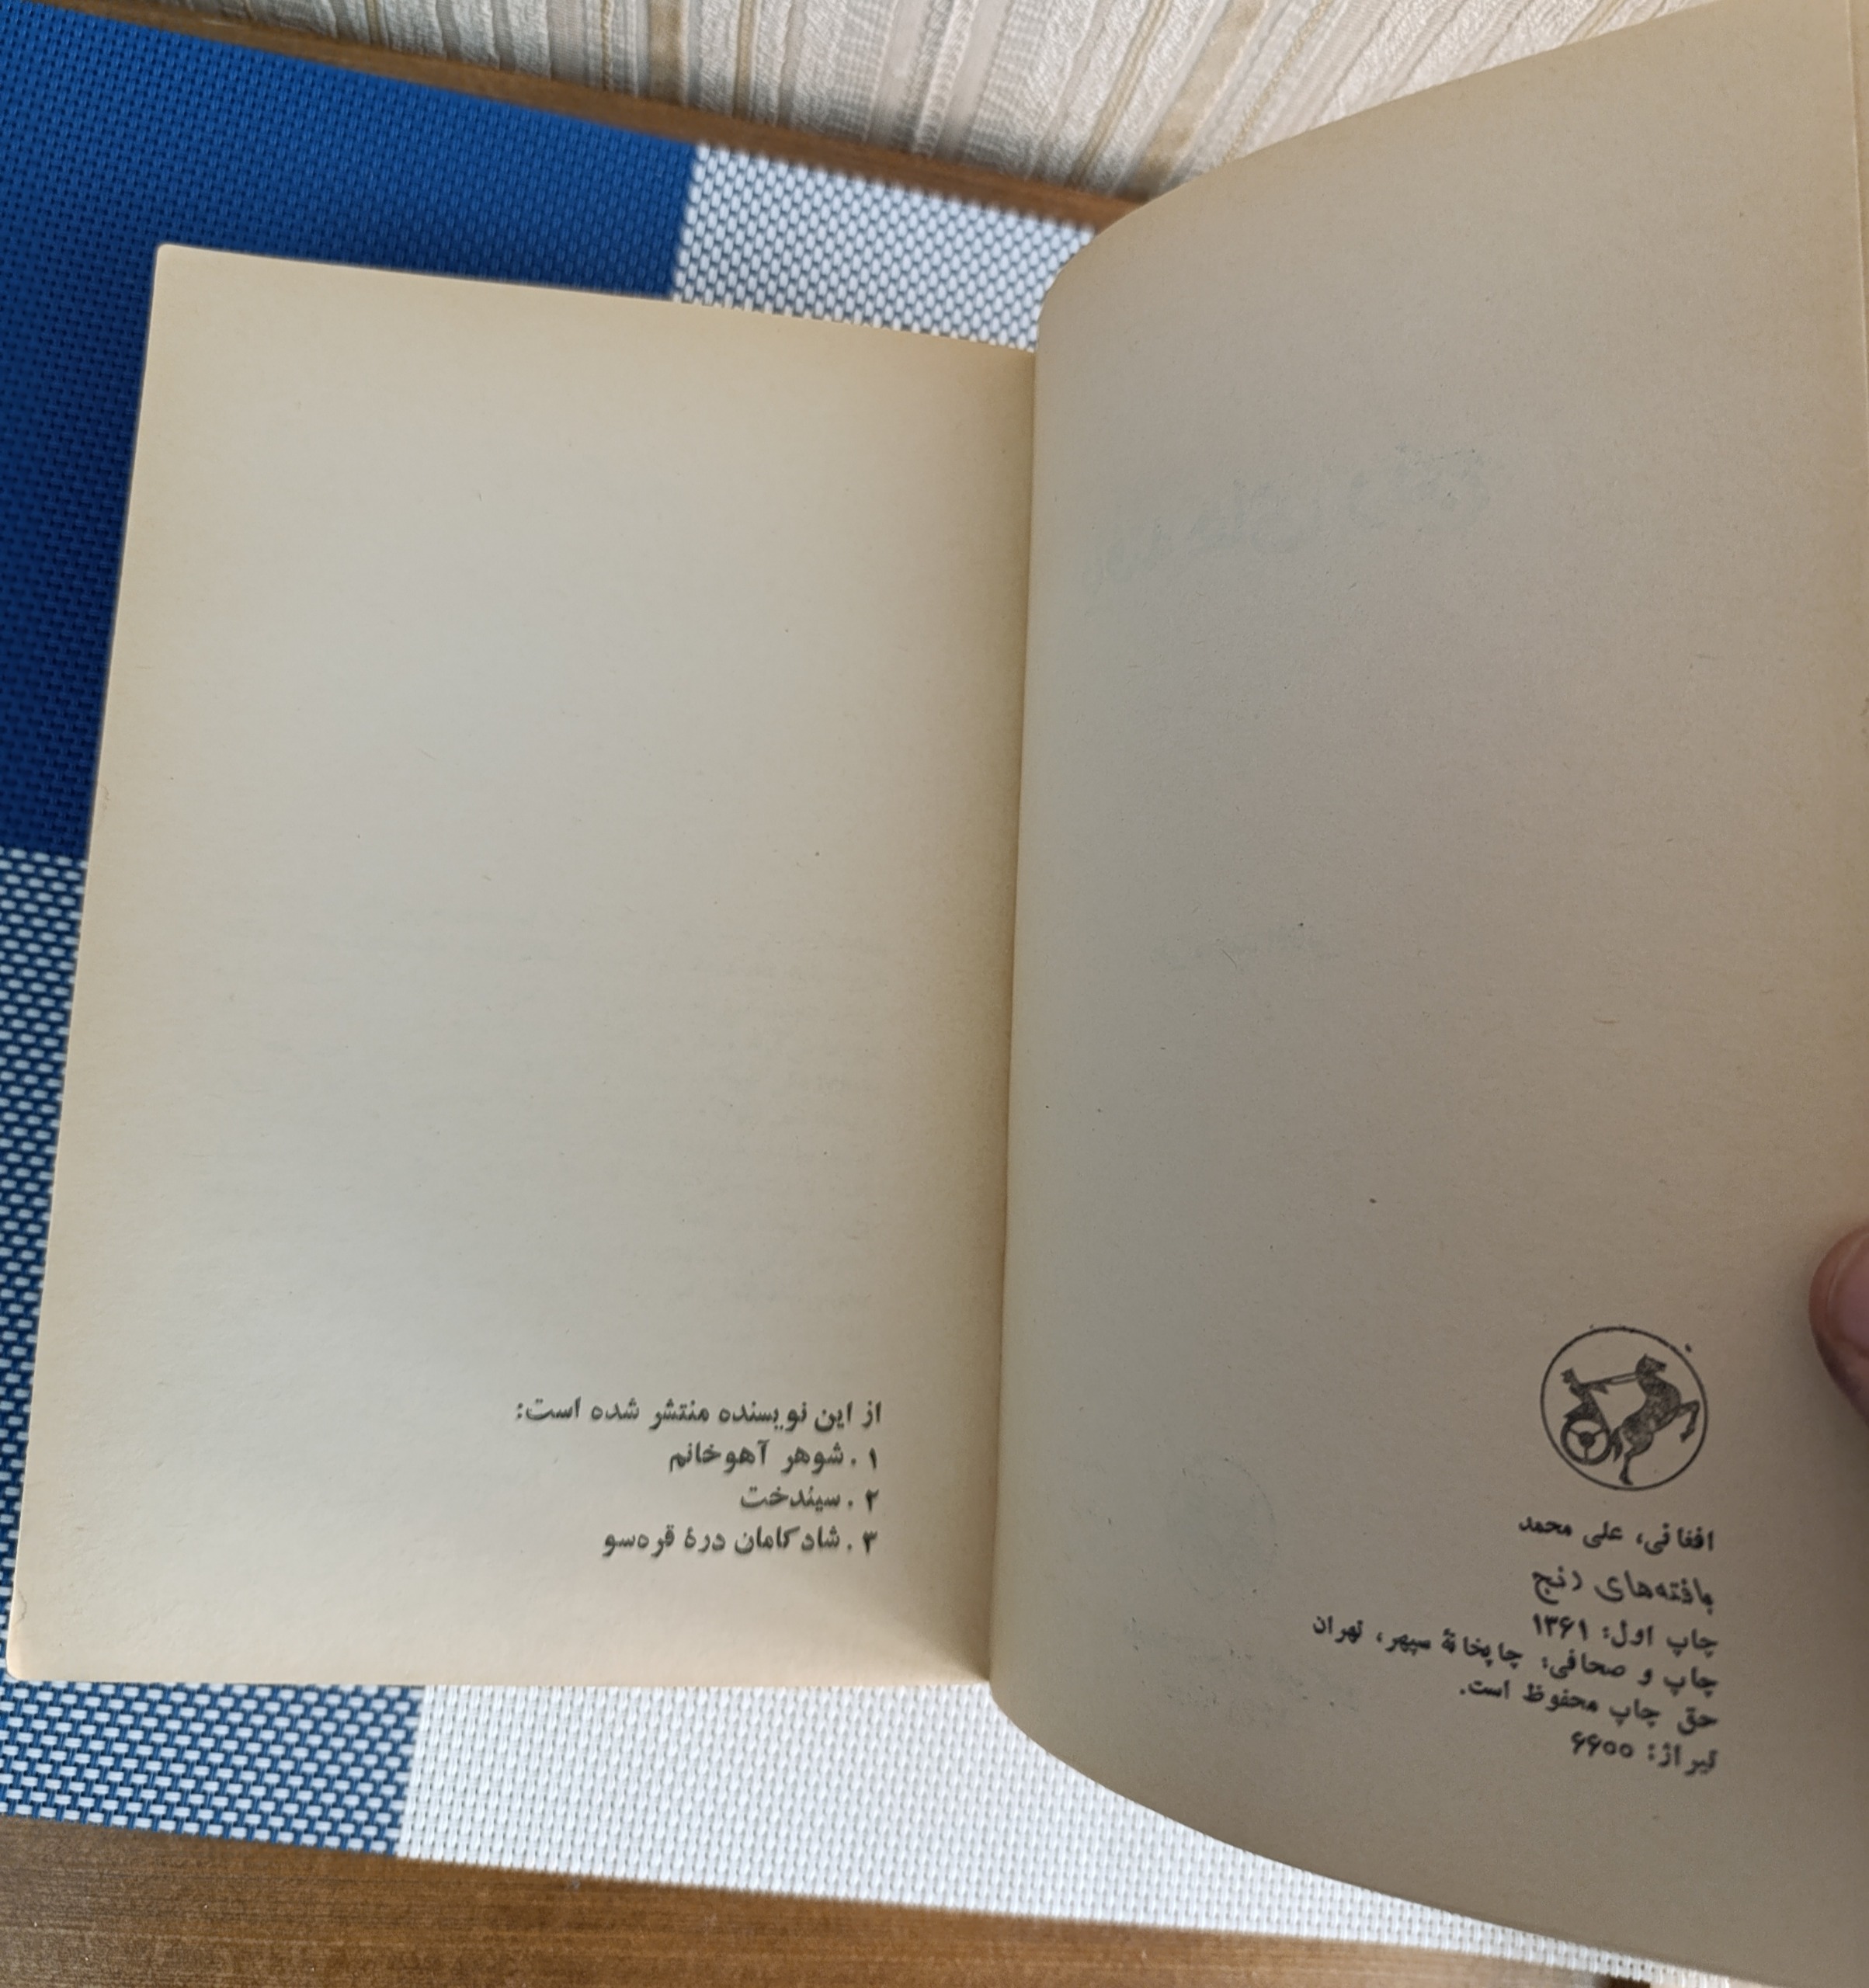 افغانی، علی محمد
بافته‌های رنج
چاپ اول: ۱۳۶۱
چاپ و صحافی: چاپخانهٔ سپهر، تهران
حق چاپ محفوظ است.
تیراژ: ۶۶۰۰
از این نویسنده منتشر شده است:
۱. شوهر آهوخانم
۲. سیندخت
۳. شادکامان درهٔ قره‌سو